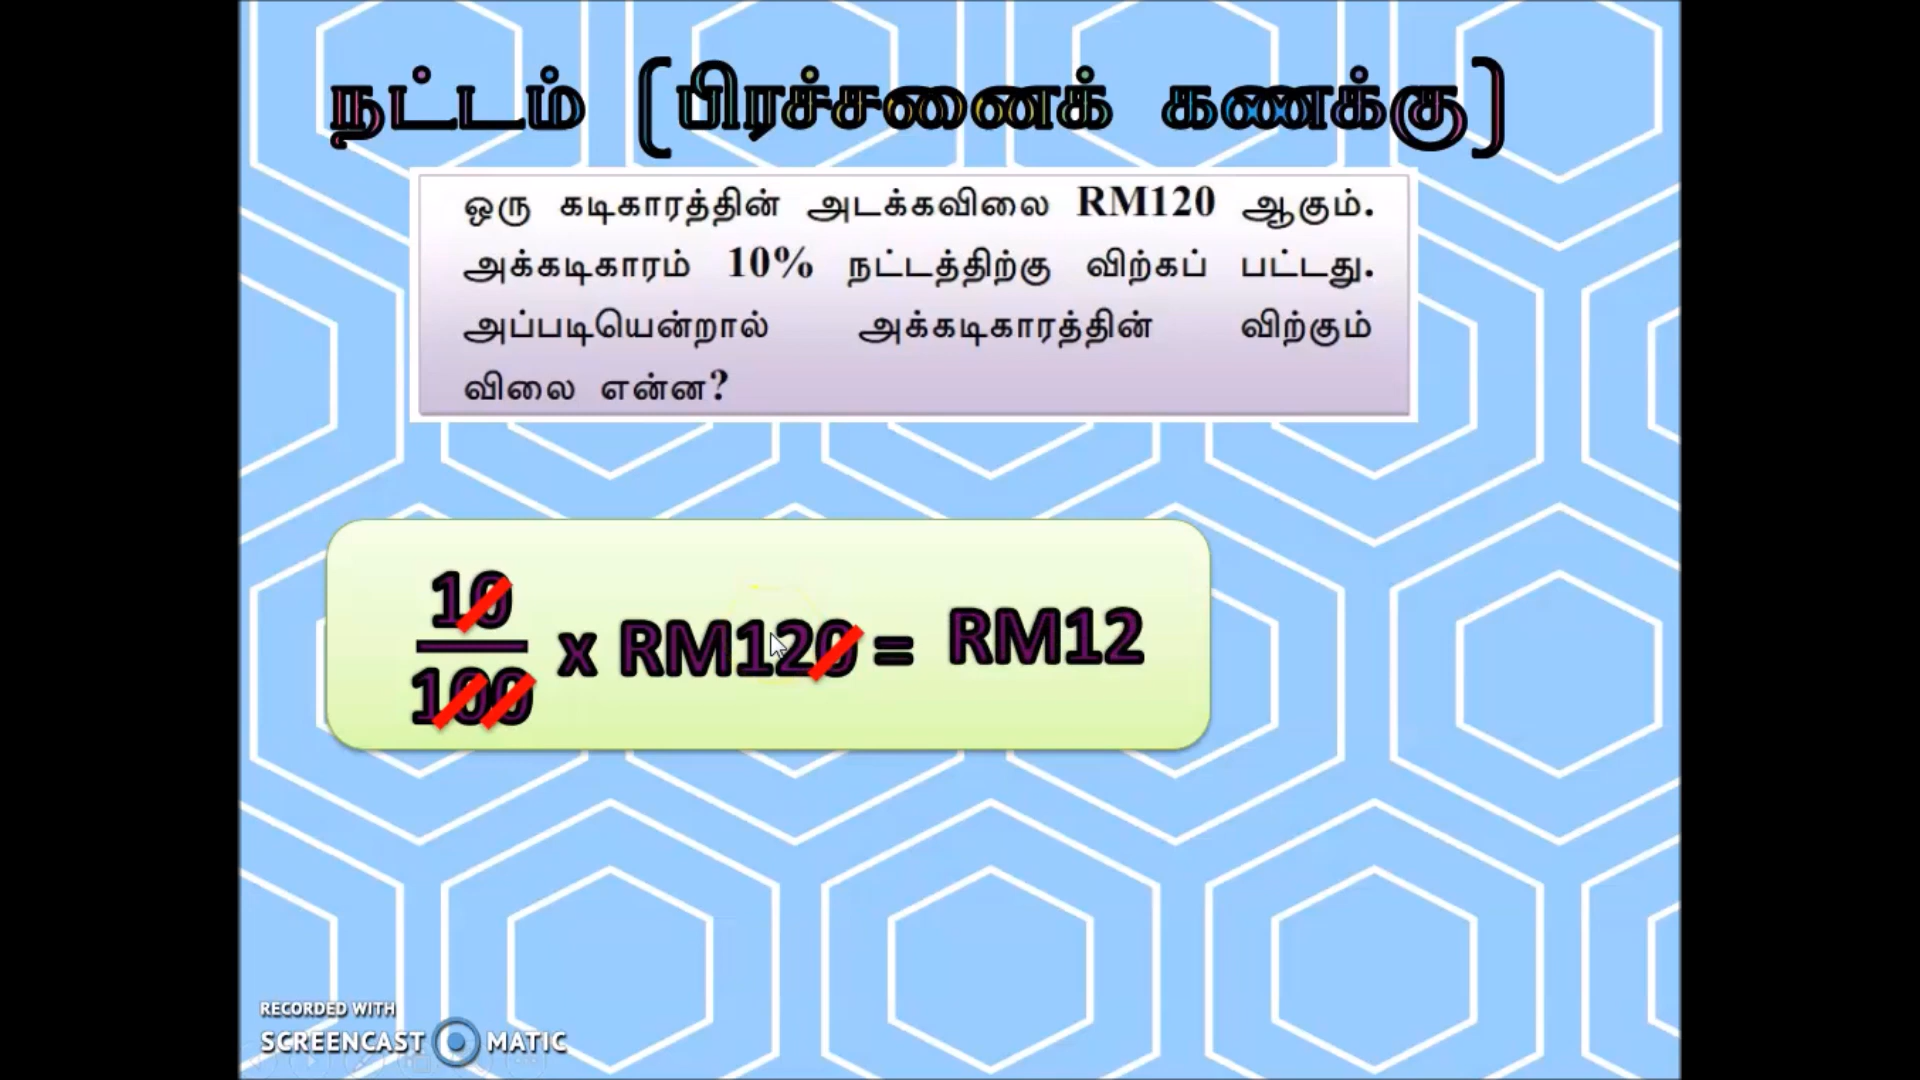 நட்டம் (பிரச்சனைக் கணக்கு)
ஒரு கடிகாரத்தின் அடக்கவிலை RM120 ஆகும்.
அக்கடிகாரம் 10% நட்டத்திற்கு விற்கப் பட்டது.
அப்படியென்றால் அக்கடிகாரத்தின் விற்கும்
விலை என்ன?
10
100
x RM120 = RM12
RECORDED WITH
SCREENCAST MATIC